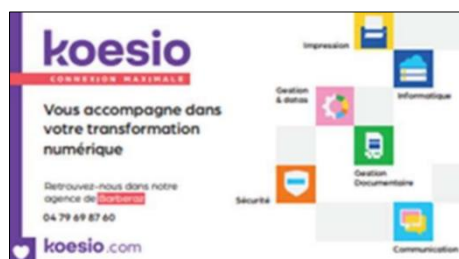 koesio
CONNEXION MAXIMALE
Vous accompagne dans
votre transformation
numérique
Retrouvez-nous dans notre
agence de Barberaz
04 79 69 87 60
koesio.com
Impression
Informatique
Gestion
& datas
Gestion
Documentaire
Sécurité
Communication